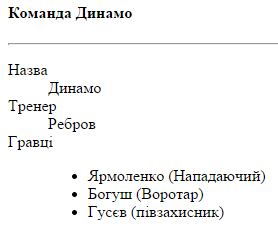 Команда Динамо
Назва
Динамо
Тренер
Ребров
Гравці
Ярмоленко (Нападаючий)
Богуш (Воротар)
Гусєв (півзахисник)